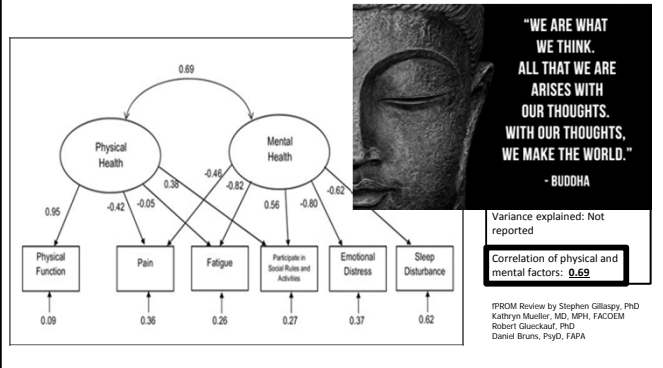 0.69
Physical
Health
Mental
Health
0.95
-0.42
-0.05
0.38
-0.46
-0.82
0.56
-0.80
-0.62
Physical
Function
Pain
Fatigue
Participate in
Social Rules and
Activities
Emotional
Distress
Sleep
Disturbance
0.09
0.36
0.26
0.27
0.37
0.62
“WE ARE WHAT
WE THINK.
ALL THAT WE ARE
ARISES WITH
OUR THOUGHTS.
WITH OUR THOUGHTS,
WE MAKE THE WORLD.”
- BUDDHA
Variance explained: Not
reported
Correlation of physical and
mental factors: 0.69
fPROM Review by Stephen Gillaspy, PhD
Kathryn Mueller, MD, MPH, FACOEM
Robert Glueckauf, PhD
Daniel Bruns, PsyD, FAPA